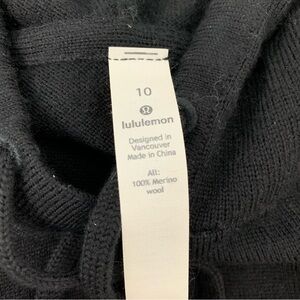 10
lululemon
Designed in
Vancouver
Made in China
All:
100% Merino
wool